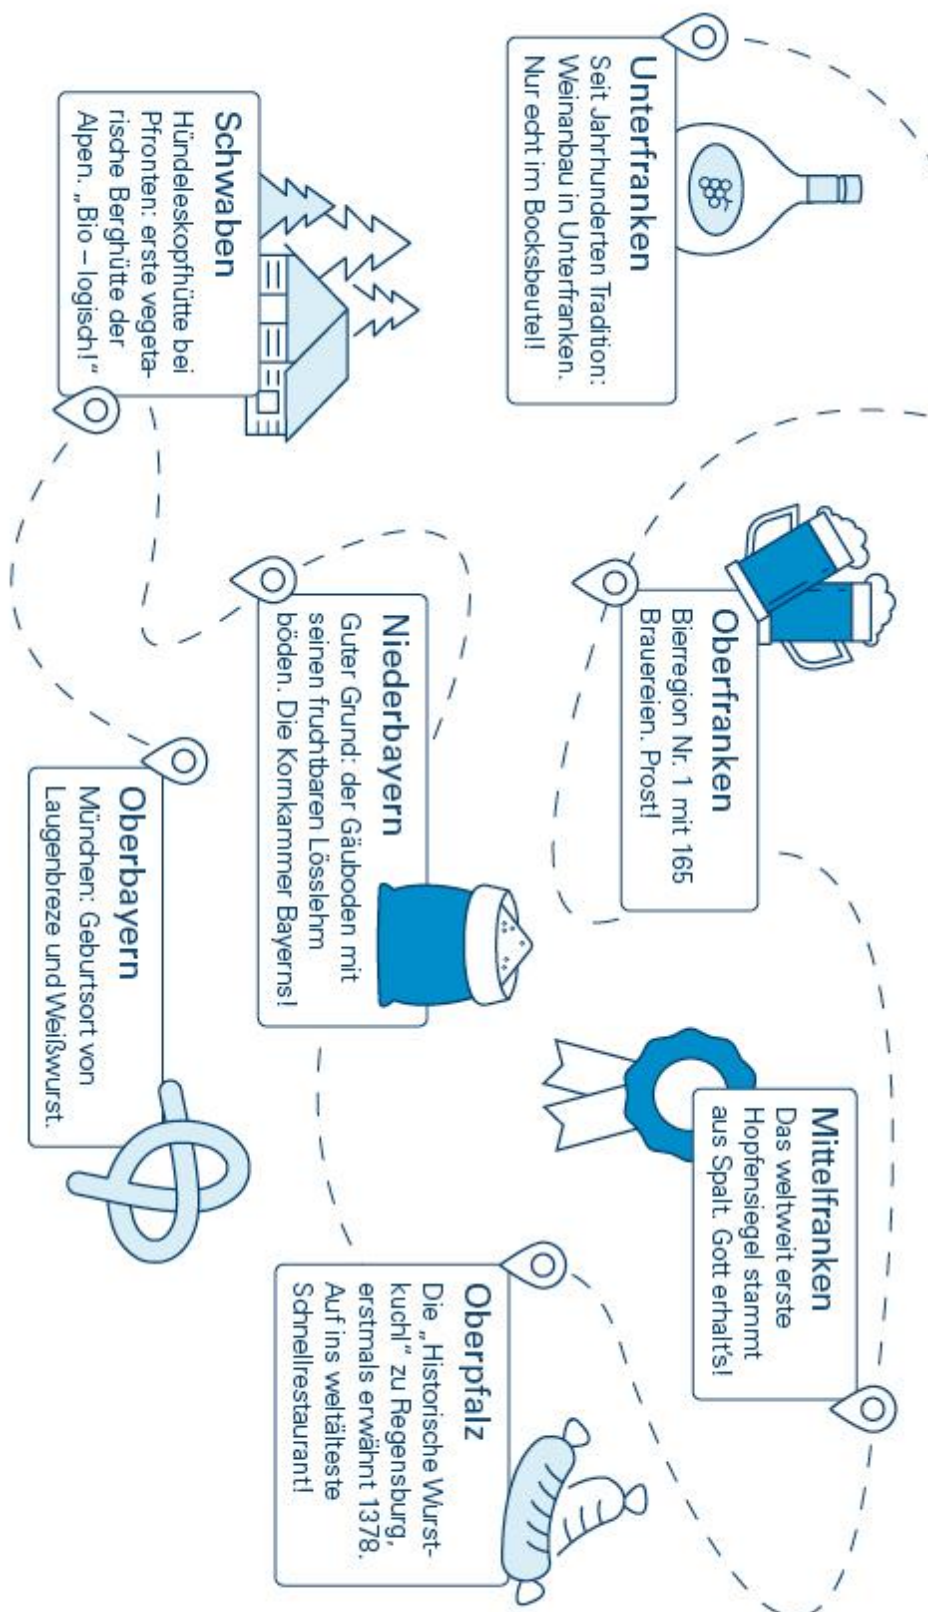 Unterfranken
Seit Jahrhunderten Tradition:
Weinanbau in Unterfranken.
Nur echt im Bocksbeutel!
Oberfranken
Bierregion Nr. 1 mit 165
Brauereien. Prost!
Mittelfranken
Das weltweit erste
Hopfensiegel stammt
aus Spalt. Gott erhalt's!
Schwaben
Hündeleskopfhütte bei
Pfronten: erste vegeta-
rische Berghütte der
Alpen. „Bio – logisch!“
Niederbayern
Guter Grund: der Gäuboden mit
seinen fruchtbaren Lösslehm
böden. Die Kornkammer Bayerns!
Oberpfalz
Die „Historische Wurst-
kuchl“ zu Regensburg,
erstmals erwähnt 1378.
Auf ins weltälteste
Schnellrestaurant!
Oberbayern
München: Geburtsort von
Laugenbreze und Weißwurst.